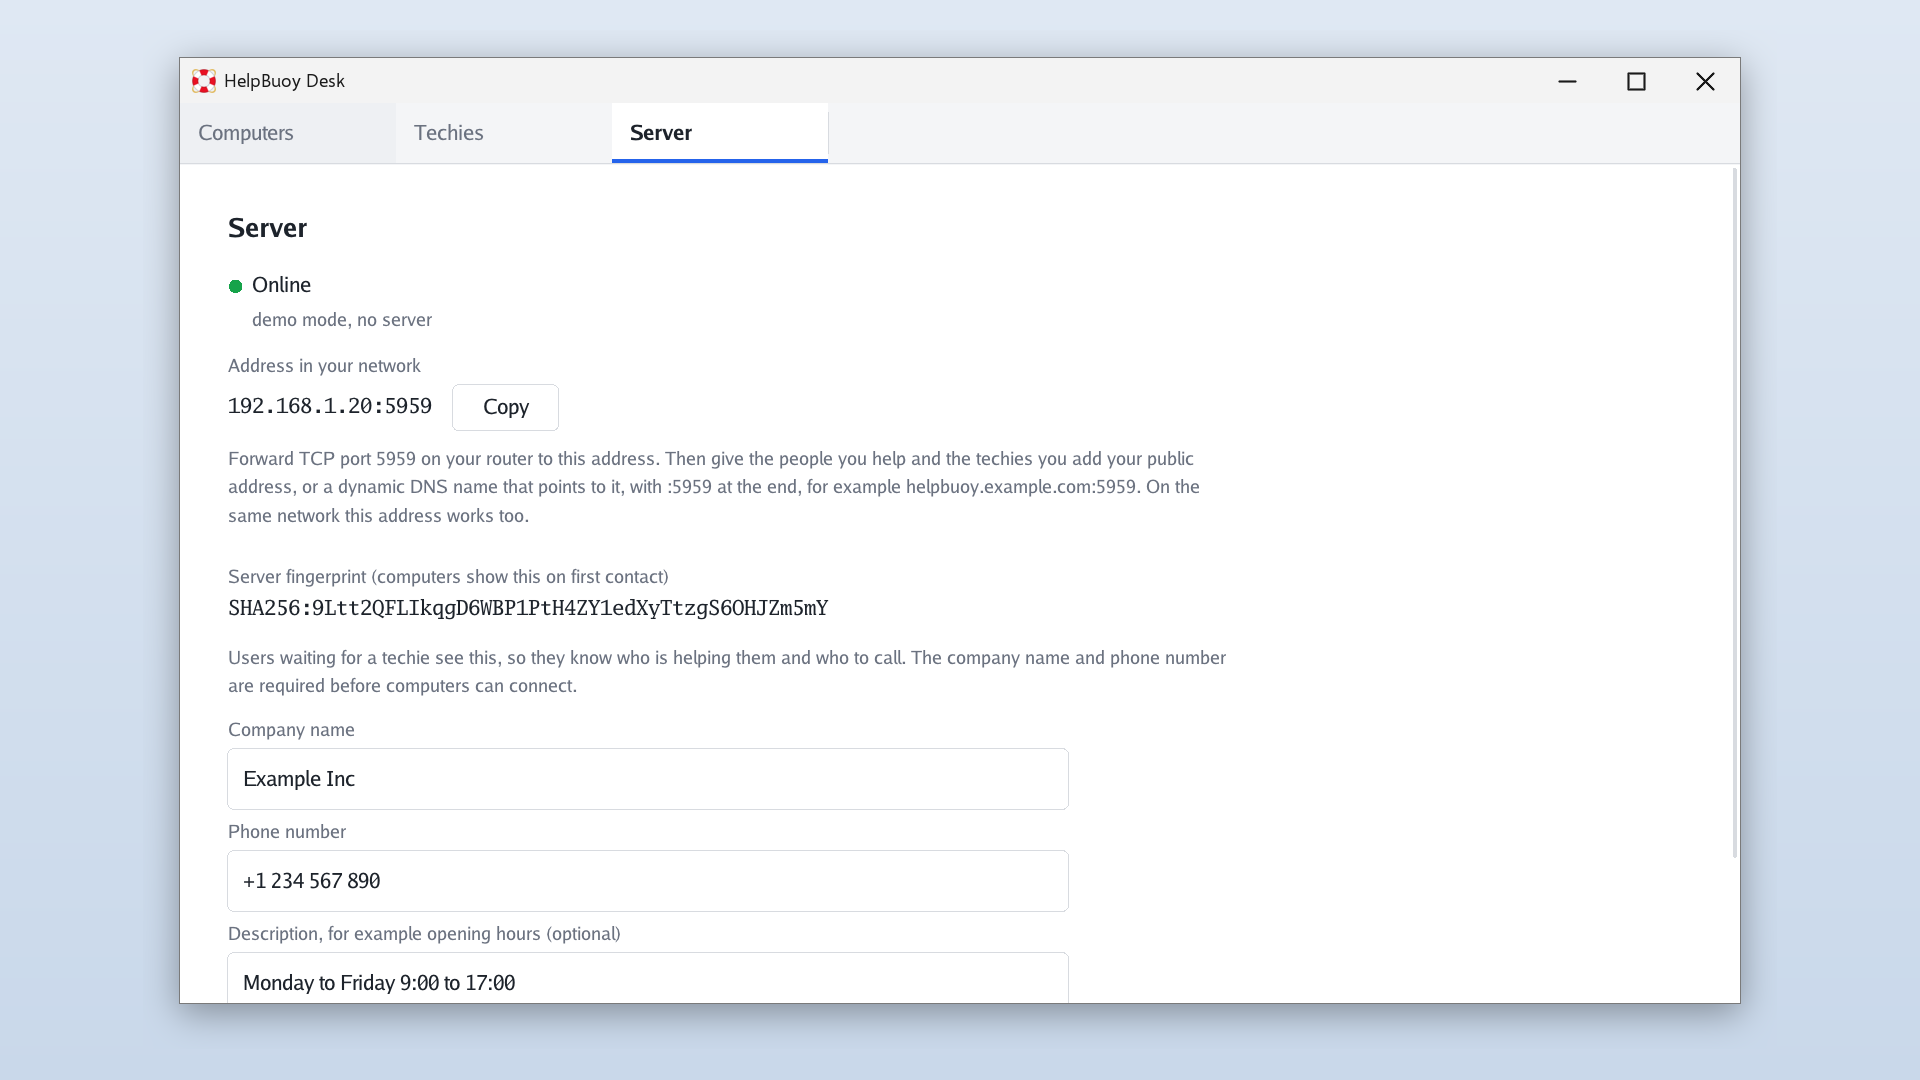 HelpBuoy Desk
Computers
Techies
Server
Server
Online
demo mode, no server
Address in your network
192.168.1.20:5959
Copy
Forward TCP port 5959 on your router to this address. Then give the people you help and the techies you add your public
address, or a dynamic DNS name that points to it, with :5959 at the end, for example helpbuoy.example.com:5959. On the
same network this address works too.
Server fingerprint (computers show this on first contact)
SHA256:9Ltt2QFLIkqgD6WBP1PtH4ZY1edXyTtzgS6OHJZm5mY
Users waiting for a techie see this, so they know who is helping them and who to call. The company name and phone number
are required before computers can connect.
Company name
Example Inc
Phone number
+1 234 567 890
Description, for example opening hours (optional)
Monday to Friday 9:00 to 17:00